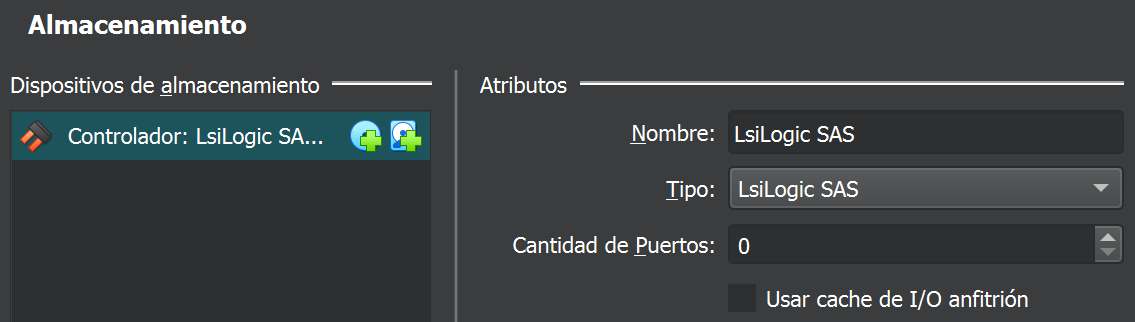 Almacenamiento
Dispositivos de almacenamiento
Controlador: LsiLogic SA...
Atributos
Nombre: LsiLogic SAS
Tipo: LsiLogic SAS
Cantidad de Puertos: 0
Usar cache de I/O anfitrión